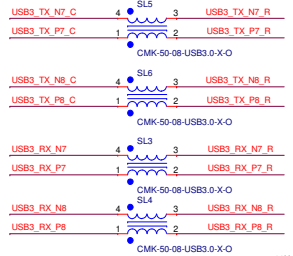 SL5
USB3_TX_N7_C 4 3 USB3_TX_N7_R
USB3_TX_P7_C 1 2 USB3_TX_P7_R
CMK-50-08-USB3.0-X-O
SL6
USB3_TX_N8_C 4 3 USB3_TX_N8_R
USB3_TX_P8_C 1 2 USB3_TX_P8_R
CMK-50-08-USB3.0-X-O
SL3
USB3_RX_N7 4 3 USB3_RX_N7_R
USB3_RX_P7 1 2 USB3_RX_P7_R
CMK-50-08-USB3.0-X-O
SL4
USB3_RX_N8 4 3 USB3_RX_N8_R
USB3_RX_P8 1 2 USB3_RX_P8_R
CMK-50-08-USB3.0-X-O